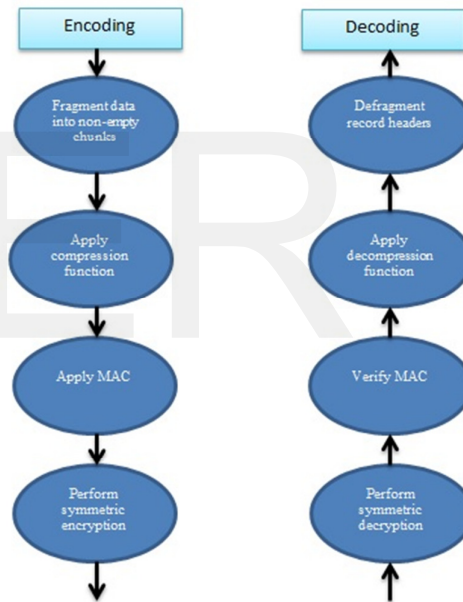 Encoding
Fragment data
into non-empty
chunks
Apply
compression
function
Apply MAC
Perform
symmetric
encryption
Decoding
Defragment
record headers
Apply
decompression
function
Verify MAC
Perform
symmetric
decryption
ER